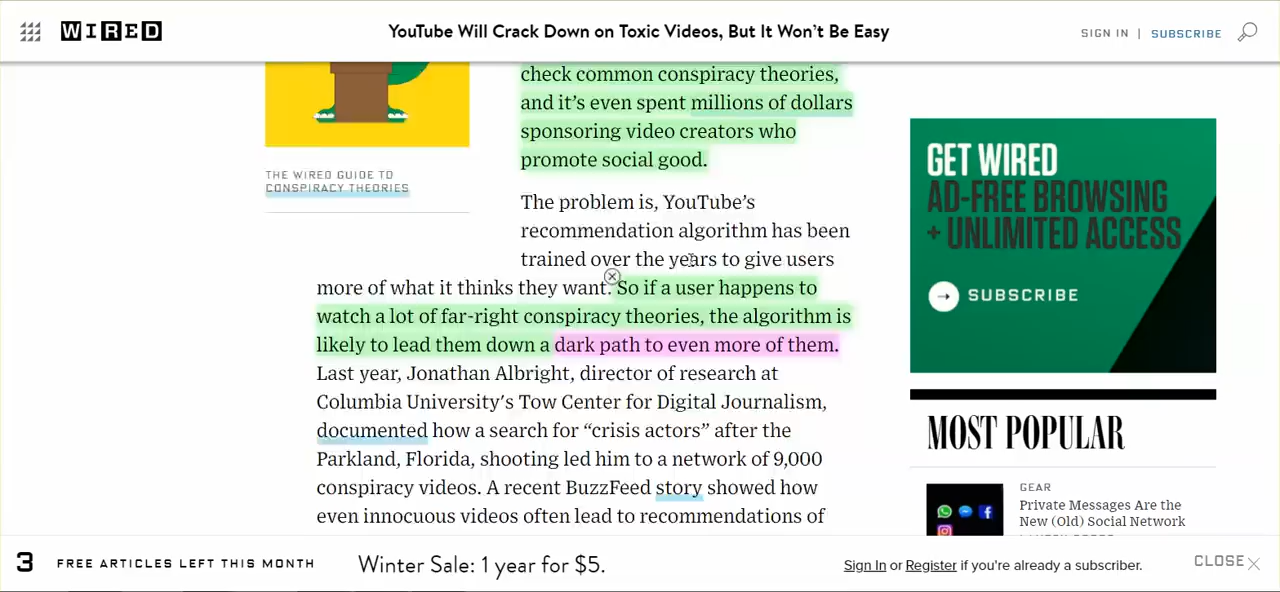 WIRED
YouTube Will Crack Down on Toxic Videos, But It Won’t Be Easy
SIGN IN | SUBSCRIBE
THE WIRED GUIDE TO
CONSPIRACY THEORIES
check common conspiracy theories,
and it’s even spent millions of dollars
sponsoring video creators who
promote social good.
The problem is, YouTube’s
recommendation algorithm has been
trained over the years to give users
more of what it thinks they want. So if a user happens to
watch a lot of far-right conspiracy theories, the algorithm is
likely to lead them down a dark path to even more of them.
Last year, Jonathan Albright, director of research at
Columbia University’s Tow Center for Digital Journalism,
documented how a search for “crisis actors” after the
Parkland, Florida, shooting led him to a network of 9,000
conspiracy videos. A recent BuzzFeed story showed how
even innocuous videos often lead to recommendations of
GET WIRED
AD-FREE BROWSING
+ UNLIMITED ACCESS
SUBSCRIBE
MOST POPULAR
GEAR
Private Messages Are the
New (Old) Social Network
3 FREE ARTICLES LEFT THIS MONTH
Winter Sale: 1 year for $5.
Sign In or Register if you’re already a subscriber.
CLOSE